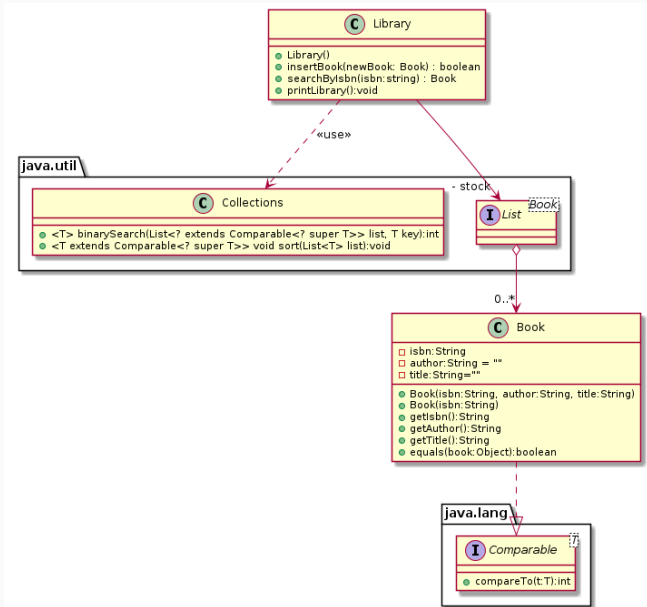 C Library
Library()
insertBook(newBook: Book) : boolean
searchByIsbn(isbn:string) : Book
printLibrary():void
«use»
java.util
- stock
C Collections
<T> binarySearch(List<? extends Comparable<? super T>> list, T key):int
<T extends Comparable<? super T>> void sort(List<T> list):void
Book
I List
0..*
C Book
isbn:String
author:String = ""
title:String=""
Book(isbn:String, author:String, title:String)
Book(isbn:String)
getIsbn():String
getAuthor():String
getTitle():String
equals(book:Object):boolean
java.lang
T
I Comparable
compareTo(t:T):int